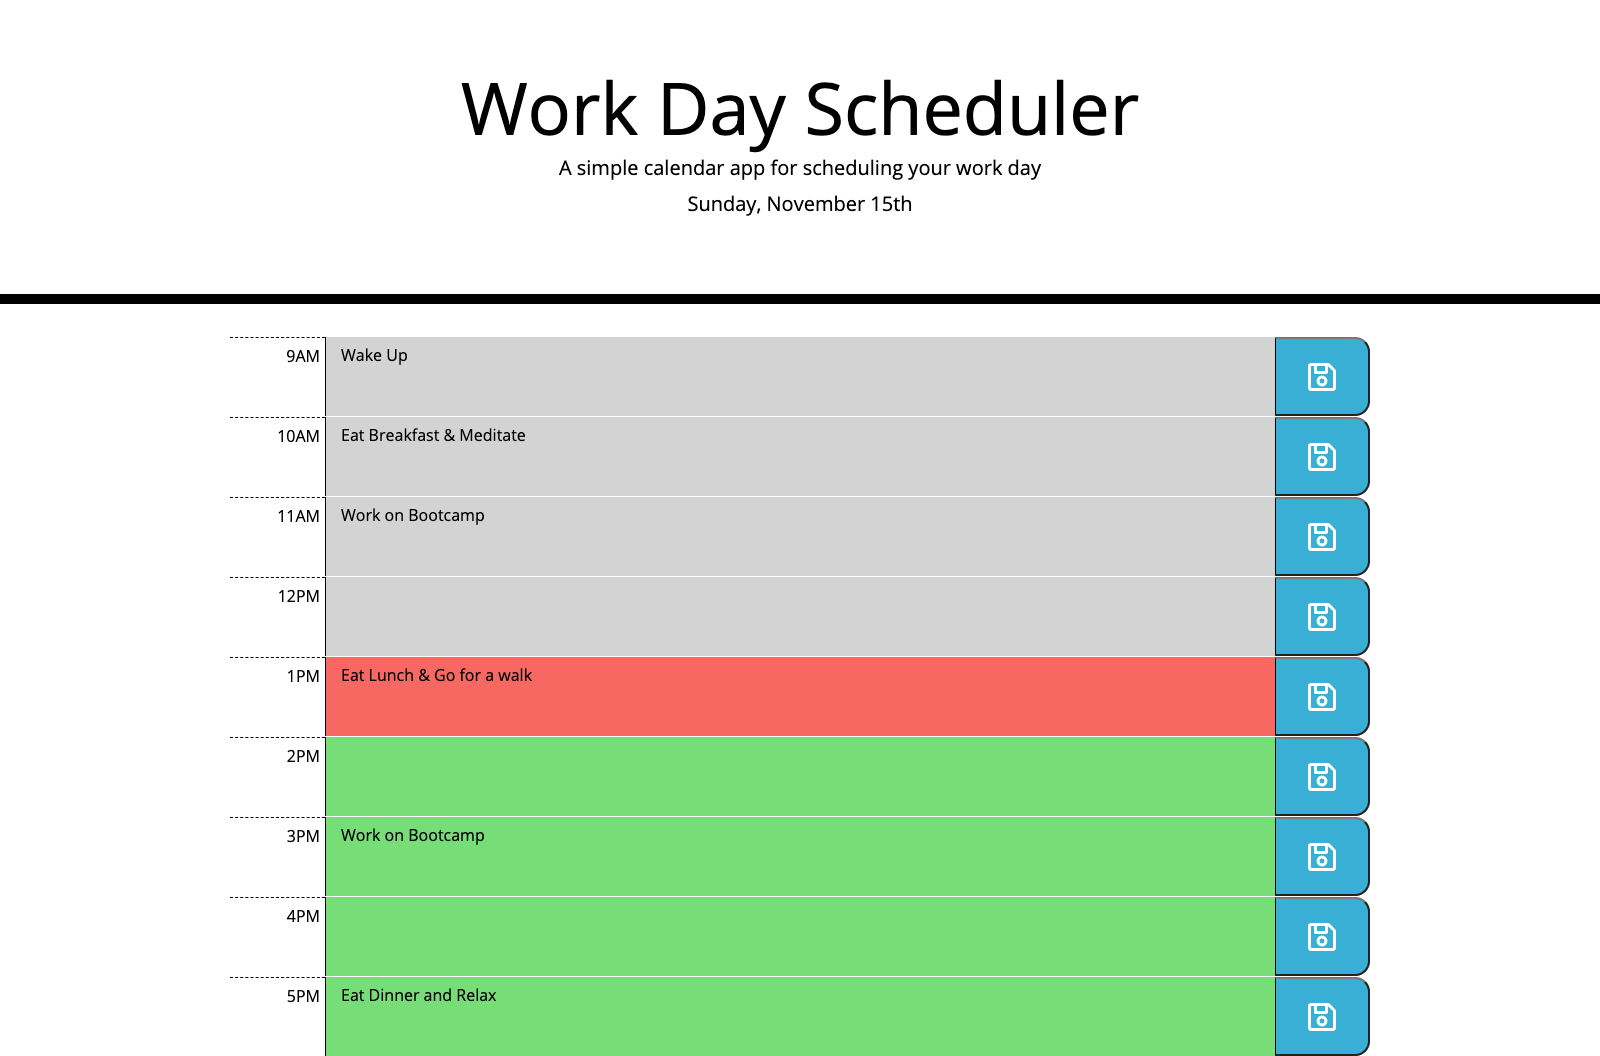 Work Day Scheduler
A simple calendar app for scheduling your work day
Sunday, November 15th
9AM Wake Up
10AM Eat Breakfast & Meditate
11AM Work on Bootcamp
12PM
1PM Eat Lunch & Go for a walk
2PM
3PM Work on Bootcamp
4PM
5PM Eat Dinner and Relax